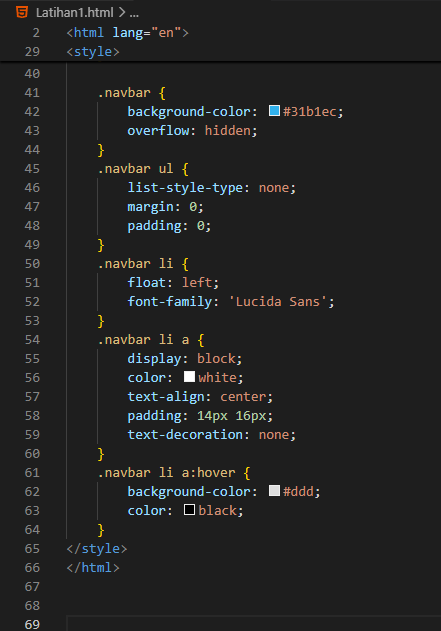 Latihan1.html > ...
2 <html lang="en">
29 <style>
40
41 .navbar {
42 background-color: #31b1ec;
43 overflow: hidden;
44 }
45 .navbar ul {
46 list-style-type: none;
47 margin: 0;
48 padding: 0;
49 }
50 .navbar li {
51 float: left;
52 font-family: 'Lucida Sans';
53 }
54 .navbar li a {
55 display: block;
56 color: white;
57 text-align: center;
58 padding: 14px 16px;
59 text-decoration: none;
60 }
61 .navbar li a:hover {
62 background-color: #ddd;
63 color: black;
64 }
65 </style>
66 </html>
67
68
69